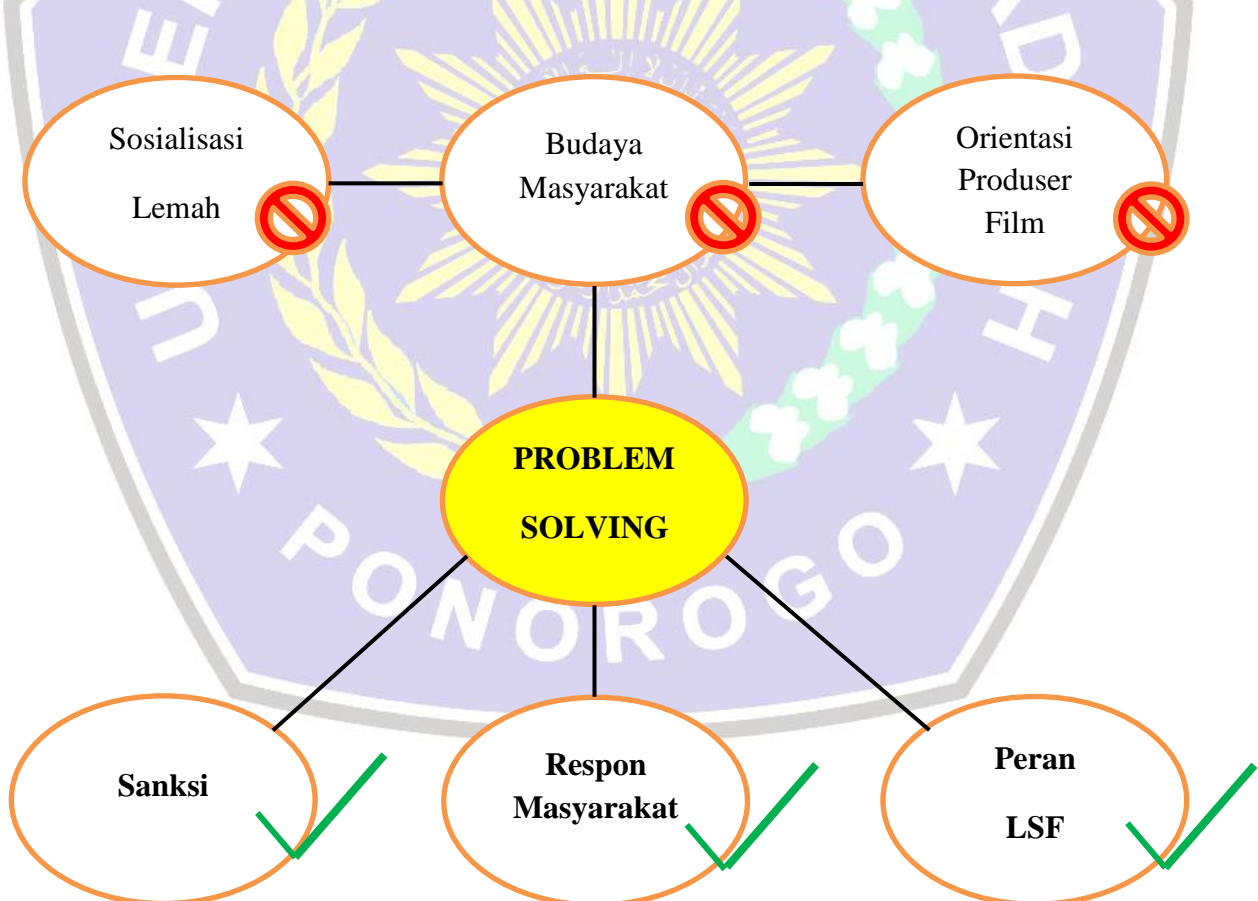 Sosialisasi
Lemah
Budaya
Masyarakat
Orientasi
Produser
Film
PROBLEM
SOLVING
PONOROGO
Sanksi
Respon
Masyarakat
Peran
LSF